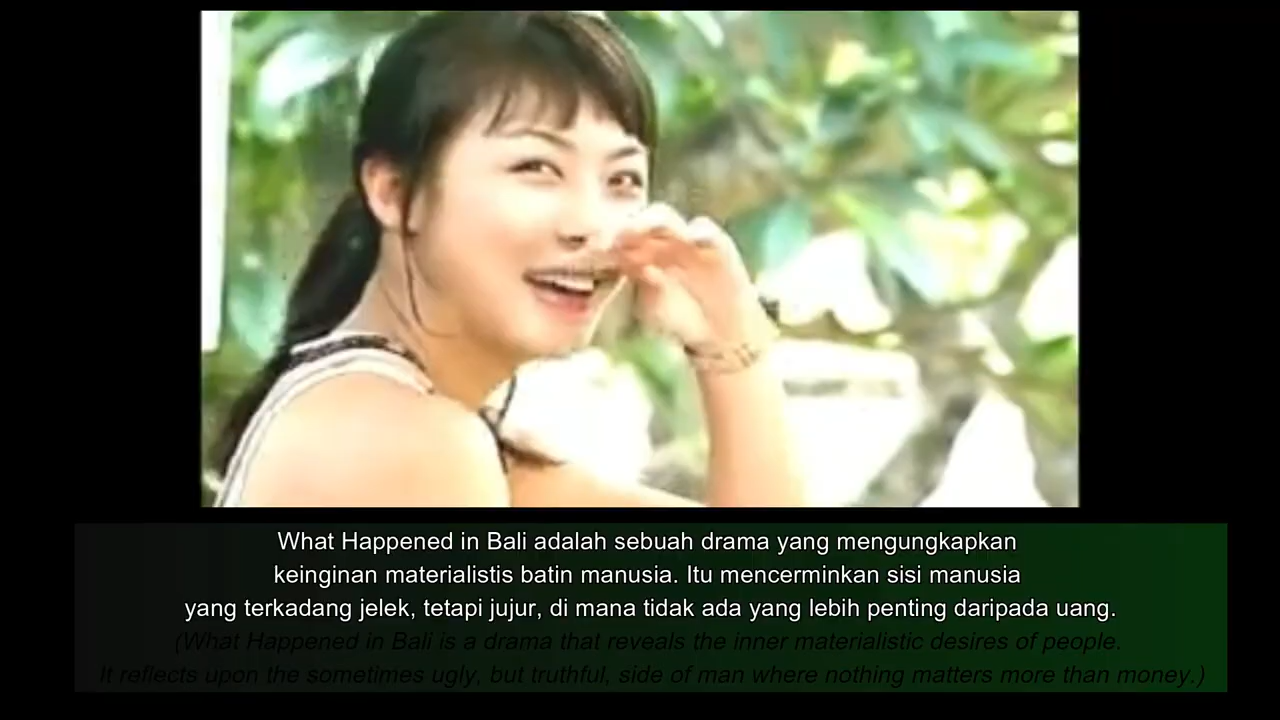 What Happened in Bali adalah sebuah drama yang mengungkapkan
keinginan materialistis batin manusia. Itu mencerminkan sisi manusia
yang terkadang jelek, tetapi jujur, di mana tidak ada yang lebih penting daripada uang.
(What Happened in Bali is a drama that reveals the inner materialistic desires of people.
It reflects upon the sometimes ugly, but truthful, side of man where nothing matters more than money.)